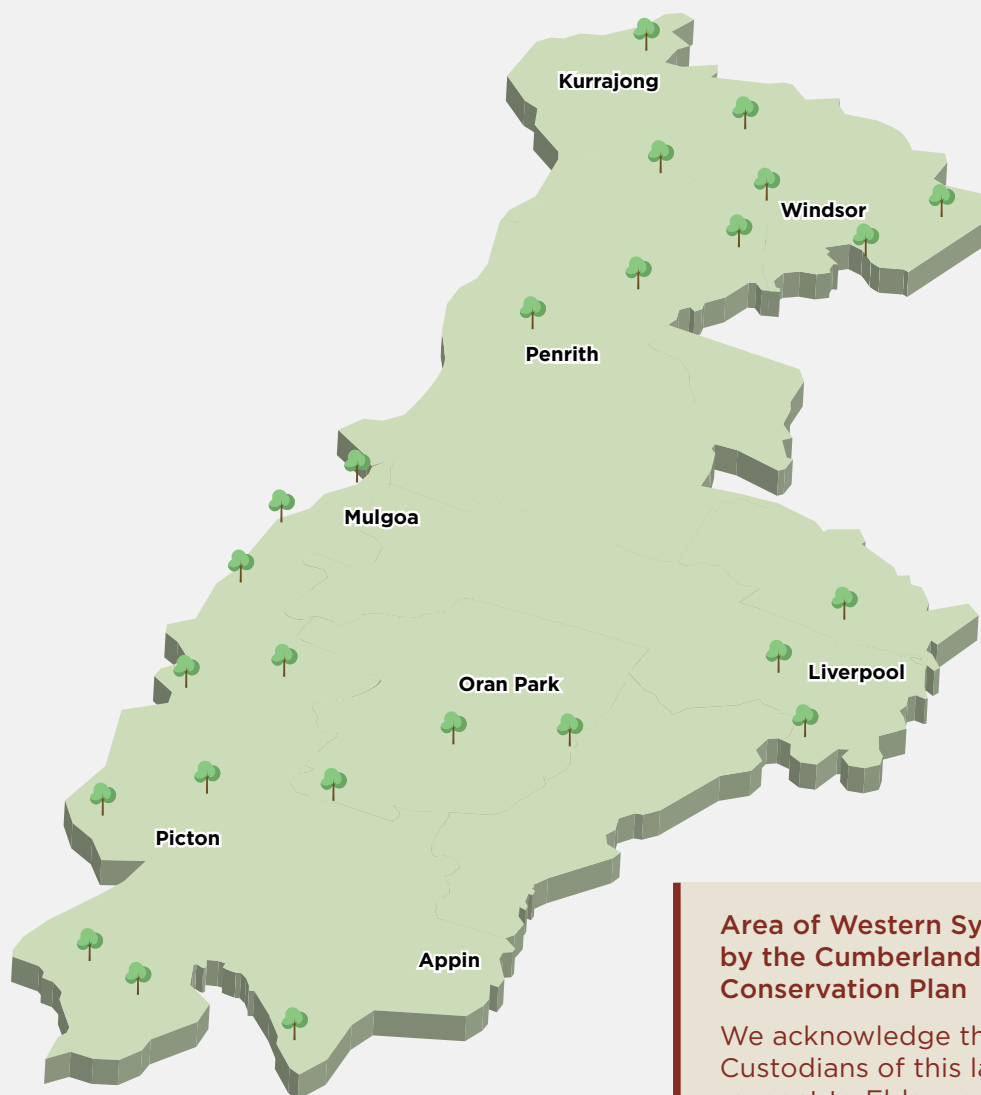 Kurrajong
Windsor
Penrith
Mulgoa
Oran Park
Liverpool
Picton
Appin
Area of Western Sy
by the Cumberland
Conservation Plan
We acknowledge th
Custodians of this la